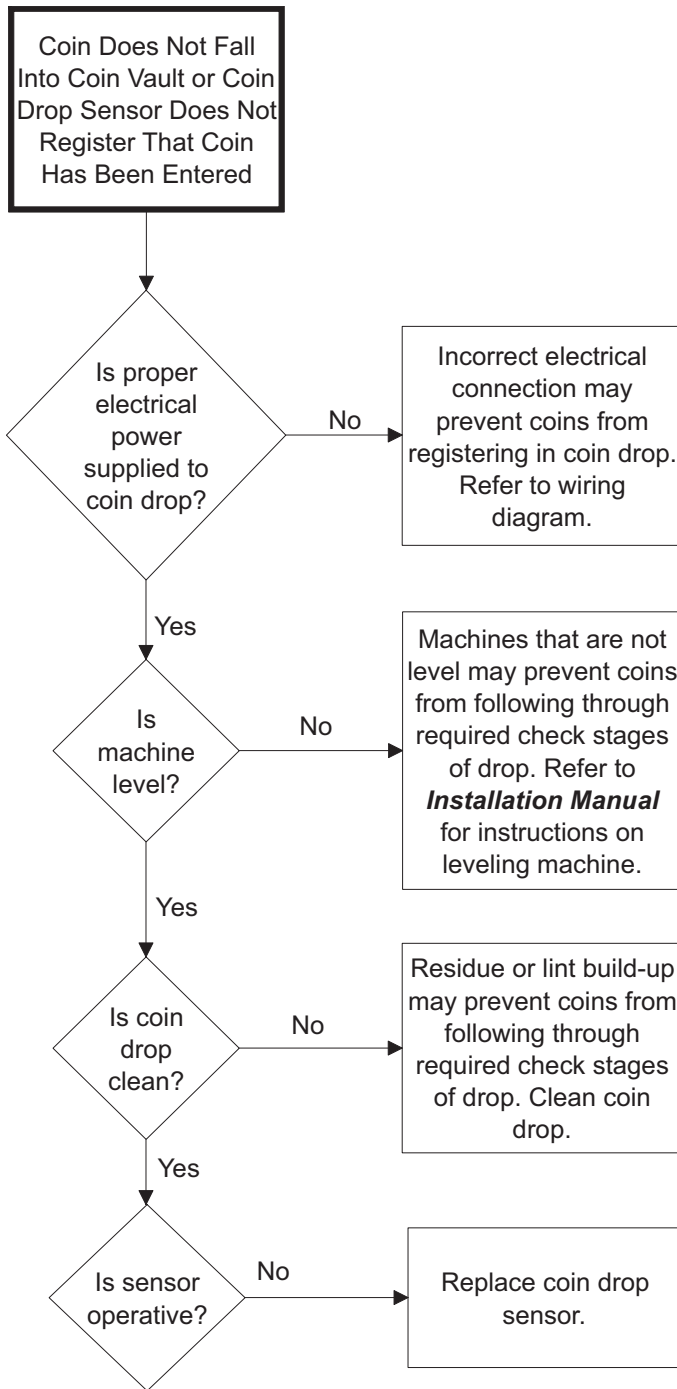 Coin Does Not Fall
Into Coin Vault or Coin
Drop Sensor Does Not
Register That Coin
Has Been Entered
Is proper
electrical
power
supplied to
coin drop?
No
Incorrect electrical
connection may
prevent coins from
registering in coin drop.
Refer to wiring
diagram.
Yes
Is
machine
level?
No
Machines that are not
level may prevent coins
from following through
required check stages
of drop. Refer to
Installation Manual
for instructions on
leveling machine.
Yes
Is coin
drop
clean?
No
Residue or lint build-up
may prevent coins from
following through
required check stages
of drop. Clean coin
drop.
Yes
Is sensor
operative?
No
Replace coin drop
sensor.